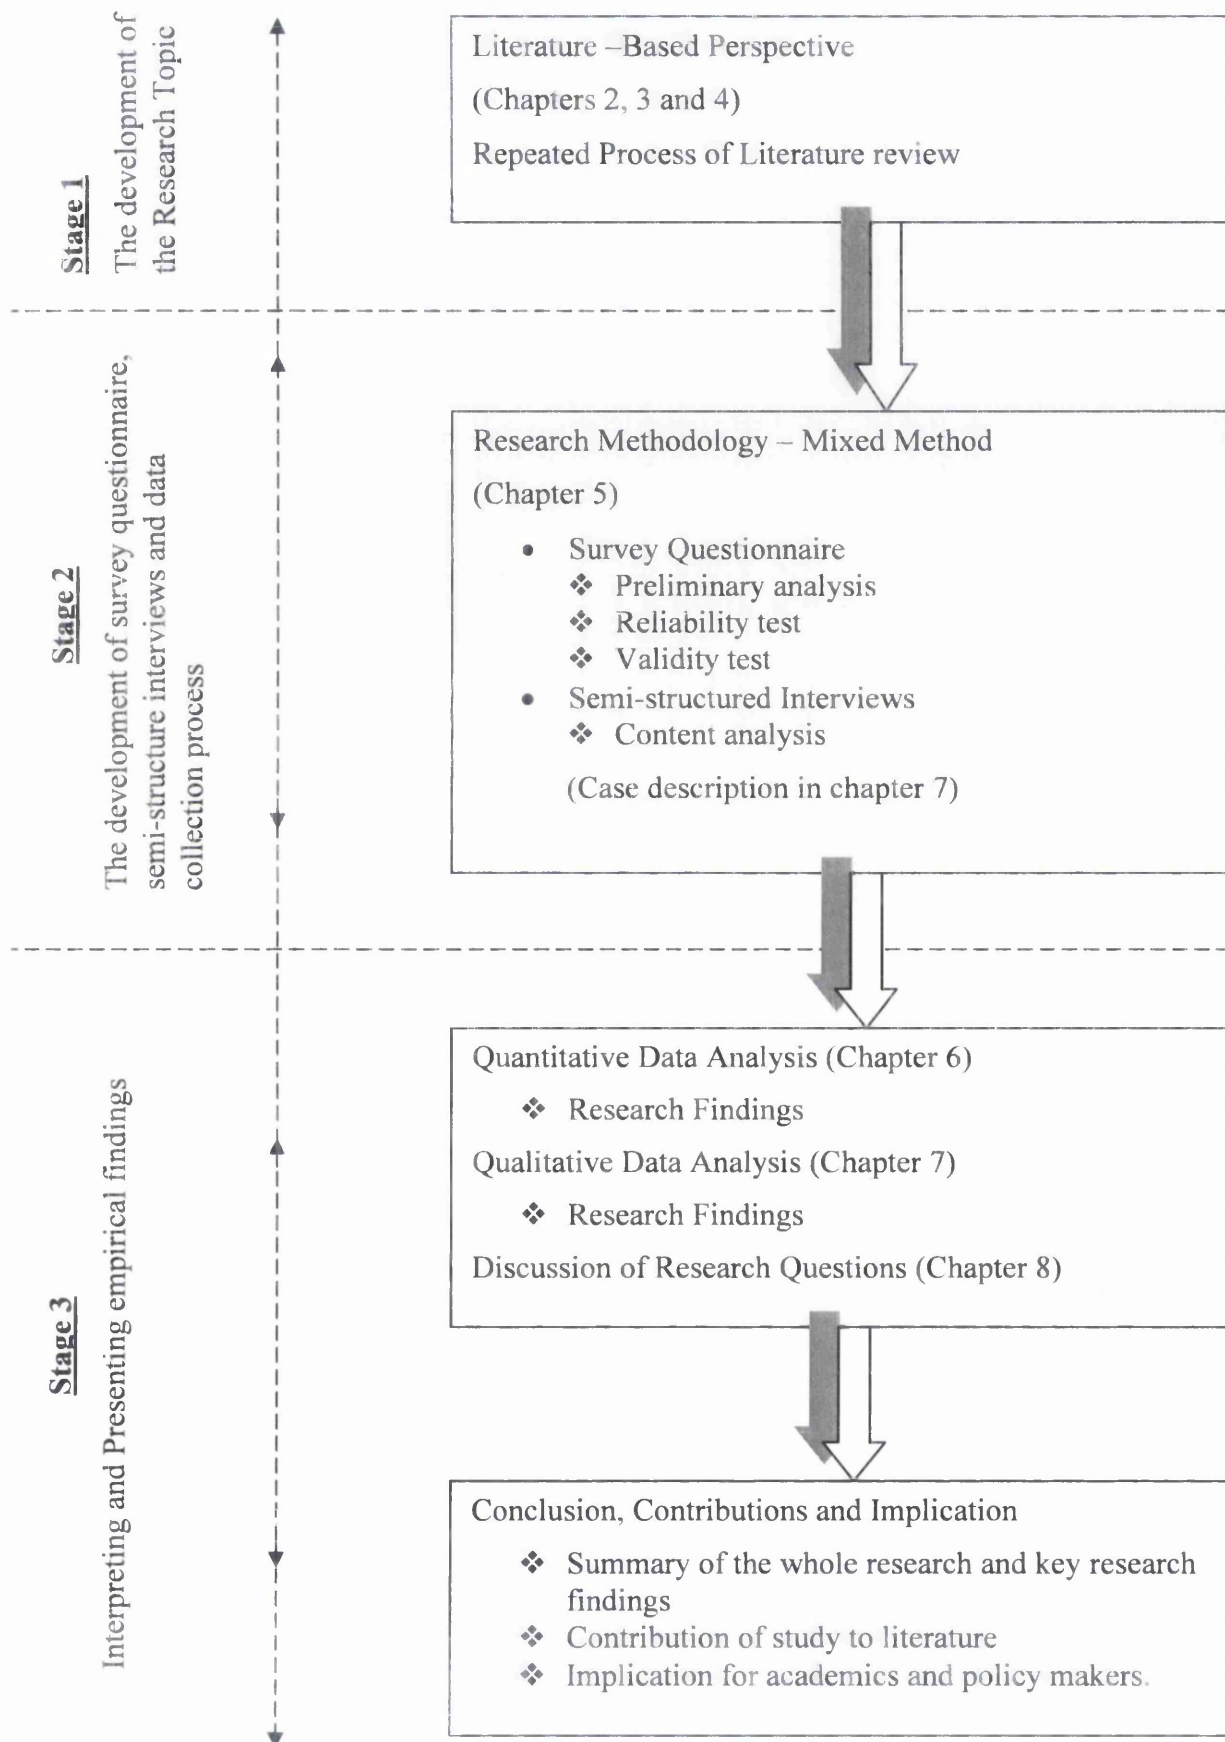 Stage 1
The development of
the Research Topic
Literature –Based Perspective
(Chapters 2, 3 and 4)
Repeated Process of Literature review
Stage 2
The development of survey questionnaire,
semi-structure interviews and data
collection process
Research Methodology – Mixed Method
(Chapter 5)
• Survey Questionnaire
❖ Preliminary analysis
❖ Reliability test
❖ Validity test
• Semi-structured Interviews
❖ Content analysis
(Case description in chapter 7)
Stage 3
Interpreting and Presenting empirical findings
Quantitative Data Analysis (Chapter 6)
❖ Research Findings
Qualitative Data Analysis (Chapter 7)
❖ Research Findings
Discussion of Research Questions (Chapter 8)
Conclusion, Contributions and Implication
❖ Summary of the whole research and key research
findings
❖ Contribution of study to literature
❖ Implication for academics and policy makers.